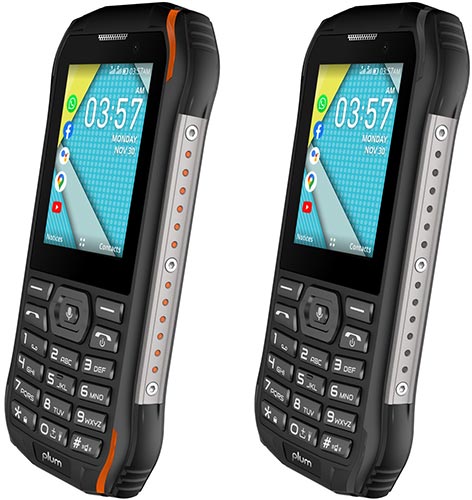 03:57AM
AM
03:57
MONDAY
NOV.30
Notices
Contacts
1
2 ABC
3 DEF
4 GHI
5 JKL
6 MNO
7 PQRS
8 TUV
9 WXYZ
*
0
#
plum
03:57AM
AM
03:57
MONDAY
NOV.30
Notices
Contacts
1
2 ABC
3 DEF
4 GHI
5 JKL
6 MNO
7 PQRS
8 TUV
9 WXYZ
*
0
#
plum